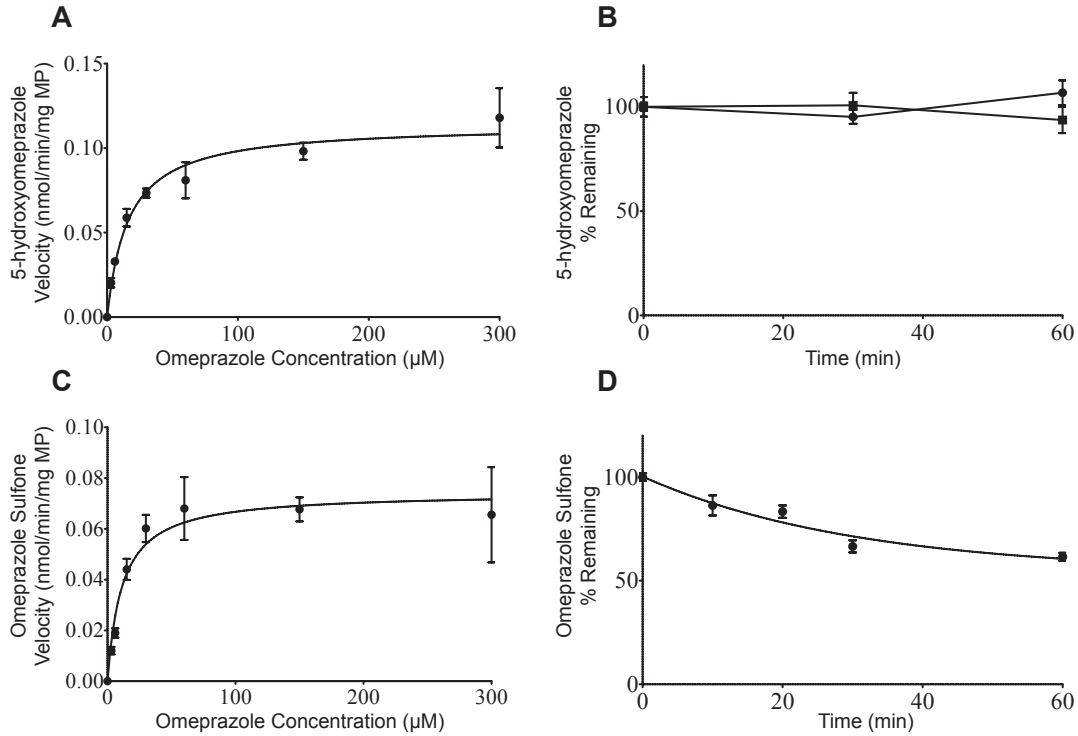 A
5-hydroxyomeprazole
Velocity (nmol/min/mg MP)
0.15
0.10
0.05
0.00
0
100
200
300
Omeprazole Concentration (µM)
B
5-hydroxyomeprazole
% Remaining
100
50
0
0
20
40
60
Time (min)
C
Omeprazole Sulfone
Velocity (nmol/min/mg MP)
0.10
0.08
0.06
0.04
0.02
0.00
0
100
200
300
Omeprazole Concentration (µM)
D
Omeprazole Sulfone
% Remaining
100
50
0
0
20
40
60
Time (min)